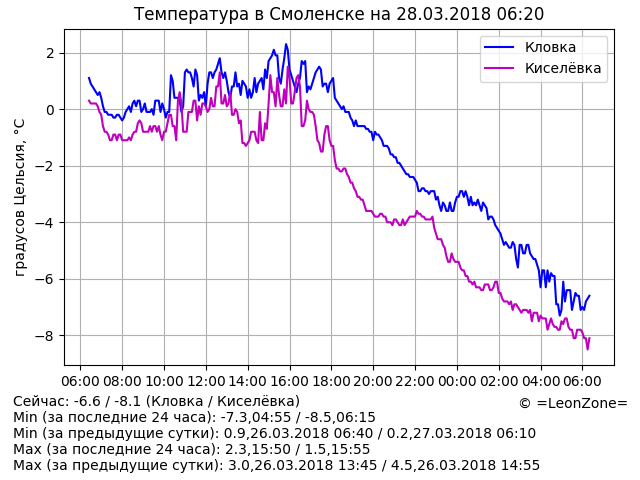 Температура в Смоленске на 28.03.2018 06:20
Кловка
Киселёвка
градусов Цельсия, °C
2
0
−2
−4
−6
−8
06:00 08:00 10:00 12:00 14:00 16:00 18:00 20:00 22:00 00:00 02:00 04:00 06:00
Сейчас: -6.6 / -8.1 (Кловка / Киселёвка)
© =LeonZone=
Min (за последние 24 часа): -7.3,04:55 / -8.5,06:15
Min (за предыдущие сутки): 0.9,26.03.2018 06:40 / 0.2,27.03.2018 06:10
Max (за последние 24 часа): 2.3,15:50 / 1.5,15:55
Max (за предыдущие сутки): 3.0,26.03.2018 13:45 / 4.5,26.03.2018 14:55